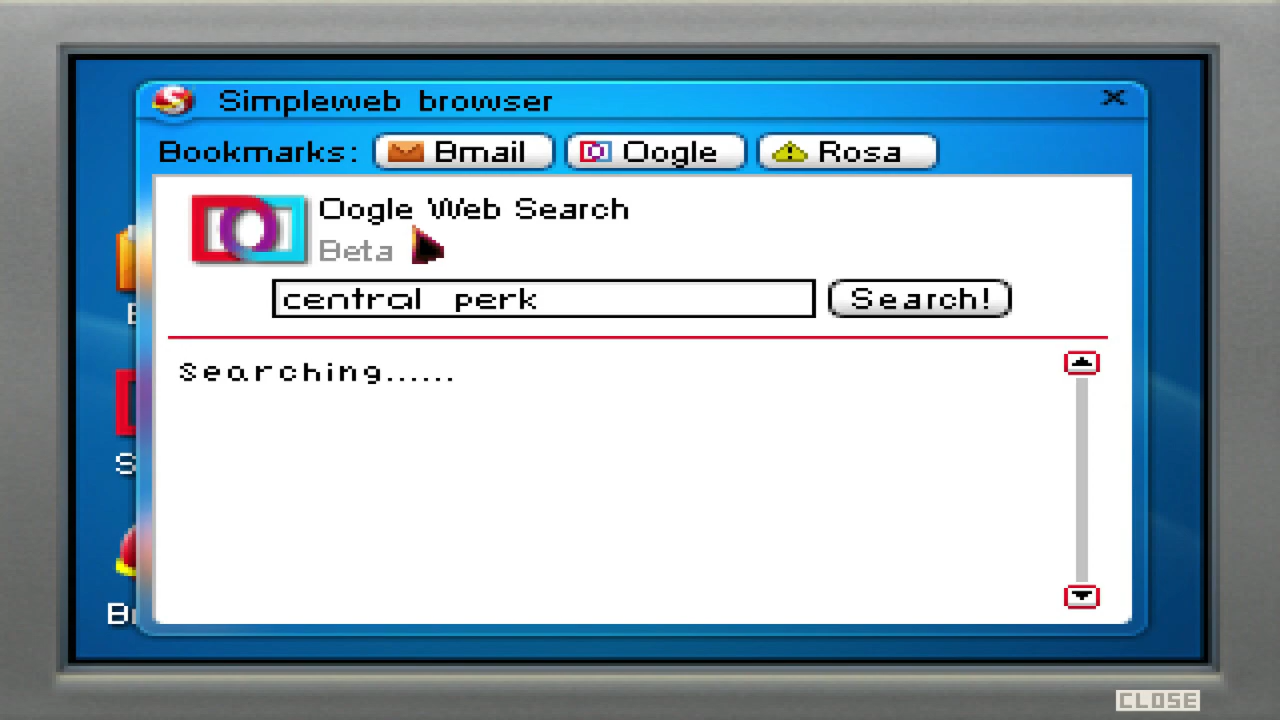 Simpleweb browser
Bookmarks: Bmail Oogle Rosa
Oogle Web Search
Beta
central perk Search!
Searching......
CLOSE